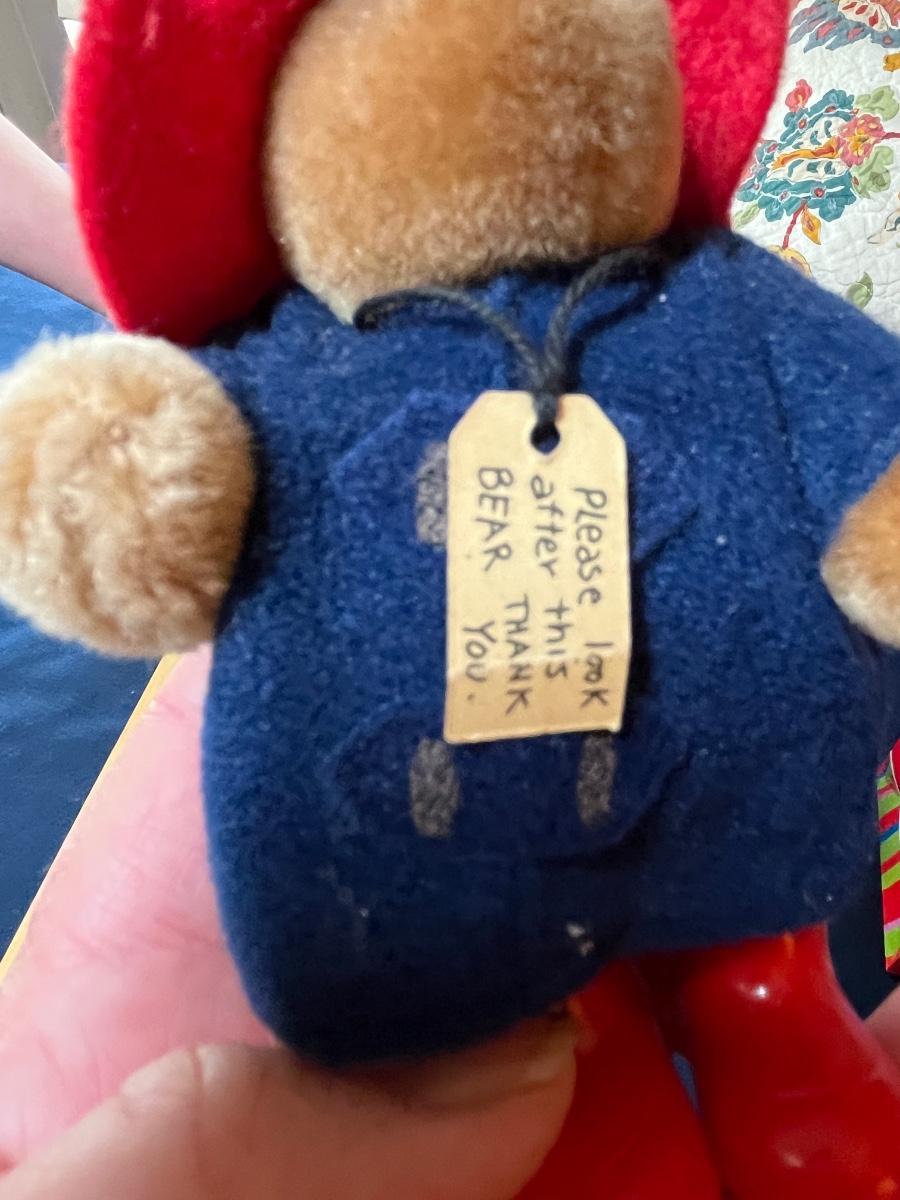 Please look
after this
BEAR THANK
YOU.